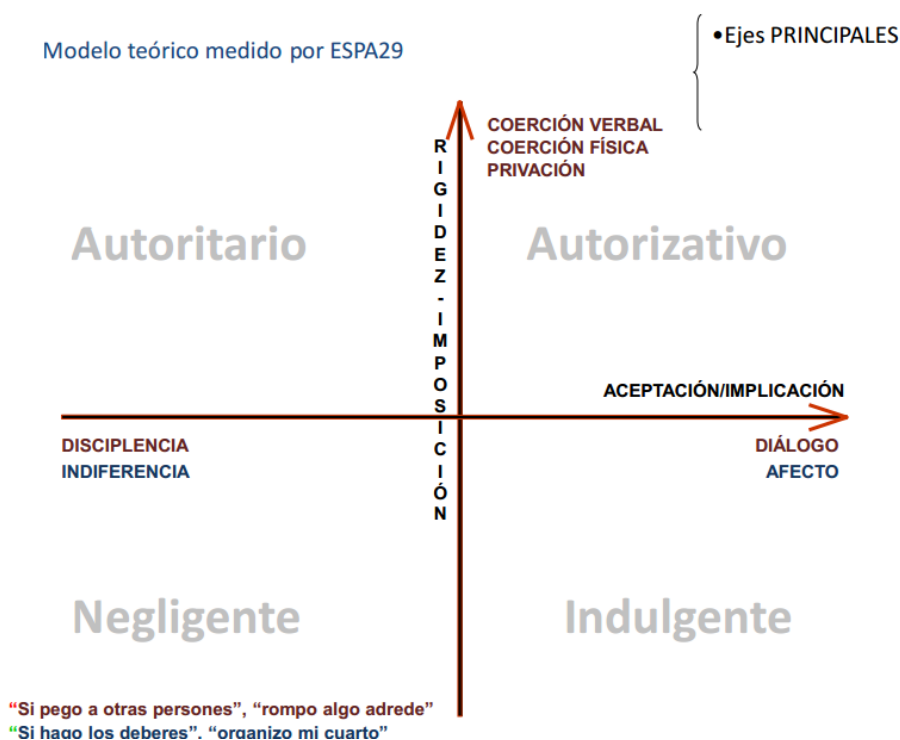 Modelo teórico medido por ESPA29
•Ejes PRINCIPALES
COERCIÓN VERBAL
COERCIÓN FÍSICA
PRIVACIÓN
RIGIDEZ-IMPOSICIÓN
Autoritario
Autorizativo
ACEPTACIÓN/IMPLICACIÓN
DISCIPLENCIA
INDIFERENCIA
DIÁLOGO
AFECTO
Negligente
Indulgente
“Si pego a otras persones”, “rompo algo adrede”
“Si hago los deberes”, “organizo mi cuarto”